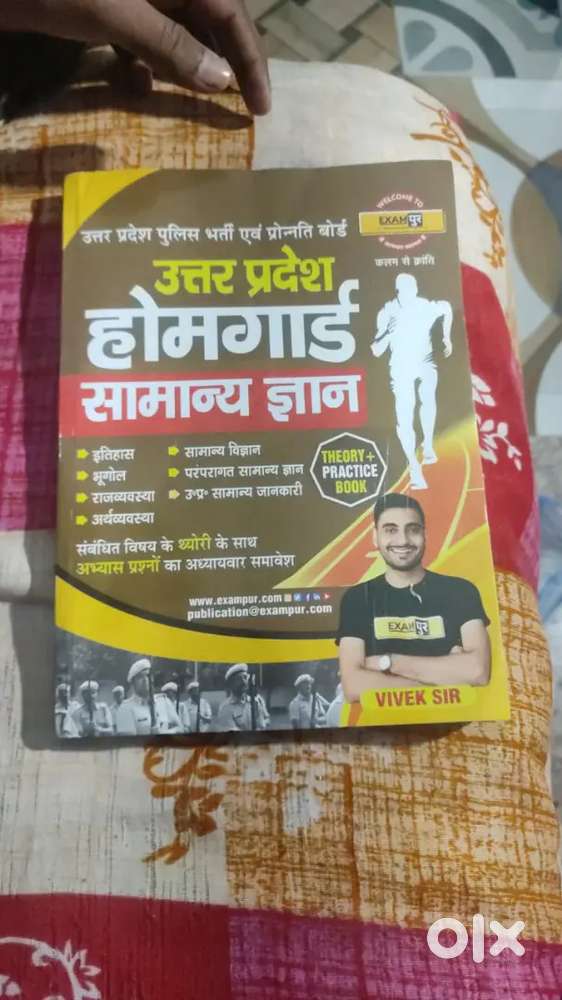 उत्तर प्रदेश पुलिस भर्ती एवं प्रोन्नति बोर्ड
WELCOME TO
EXAMपुर
कलम से क्रांति
उत्तर प्रदेश
होमगार्ड
सामान्य ज्ञान
इतिहास
भूगोल
राजव्यवस्था
अर्थव्यवस्था
सामान्य विज्ञान
परंपरागत सामान्य ज्ञान
उ०प्र० सामान्य जानकारी
THEORY+
PRACTICE
BOOK
संबंधित विषय के थ्योरी के साथ
अभ्यास प्रश्नों का अध्यायवार समावेश
www.exampur.com
publication@exampur.com
EXAMपुर
VIVEK SIR
olx